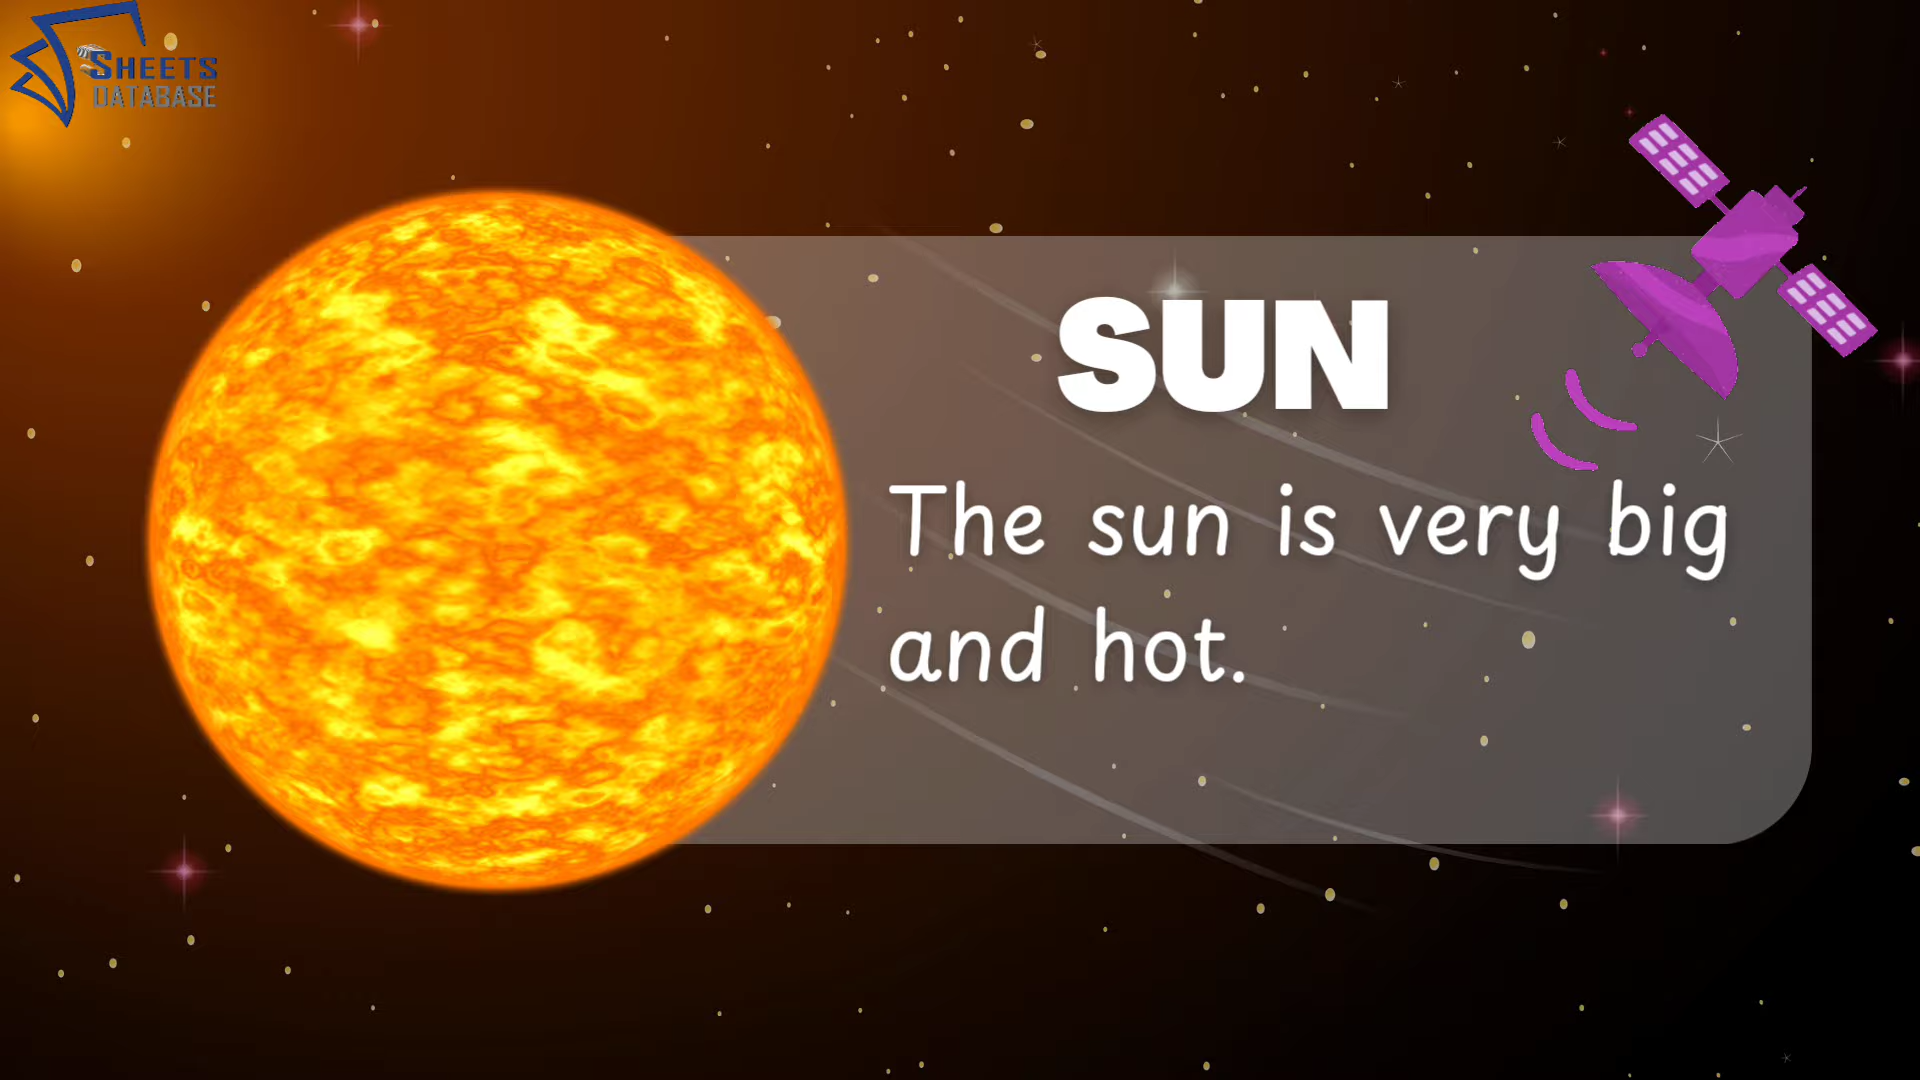 SHEETS
DATABASE
SUN
The sun is very big
and hot.